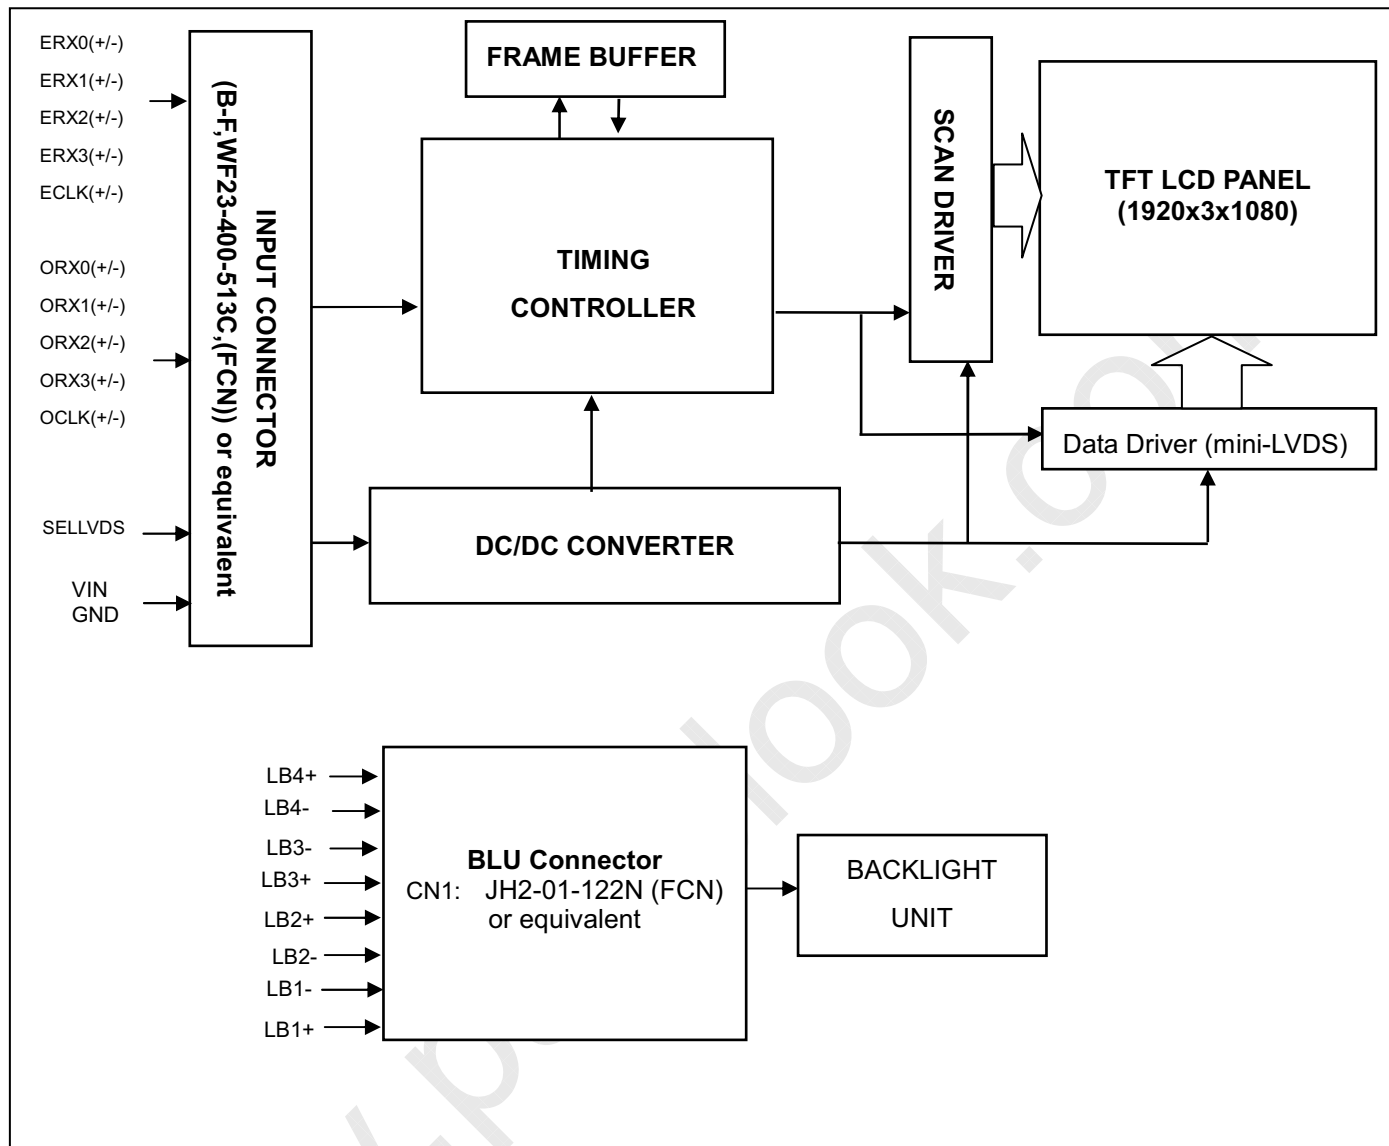 ERX0(+/-)
ERX1(+/-)
ERX2(+/-)
ERX3(+/-)
ECLK(+/-)
ORX0(+/-)
ORX1(+/-)
ORX2(+/-)
ORX3(+/-)
OCLK(+/-)
SELLVDS
VIN
GND
INPUT CONNECTOR
(B-F,WF23-400-513C,(FCN)) or equivalent
FRAME BUFFER
TIMING
CONTROLLER
DC/DC CONVERTER
SCAN DRIVER
TFT LCD PANEL
(1920x3x1080)
Data Driver (mini-LVDS)
LB4+
LB4-
LB3-
LB3+
LB2+
LB2-
LB1-
LB1+
BLU Connector
CN1: JH2-01-122N (FCN)
or equivalent
BACKLIGHT
UNIT
look.com